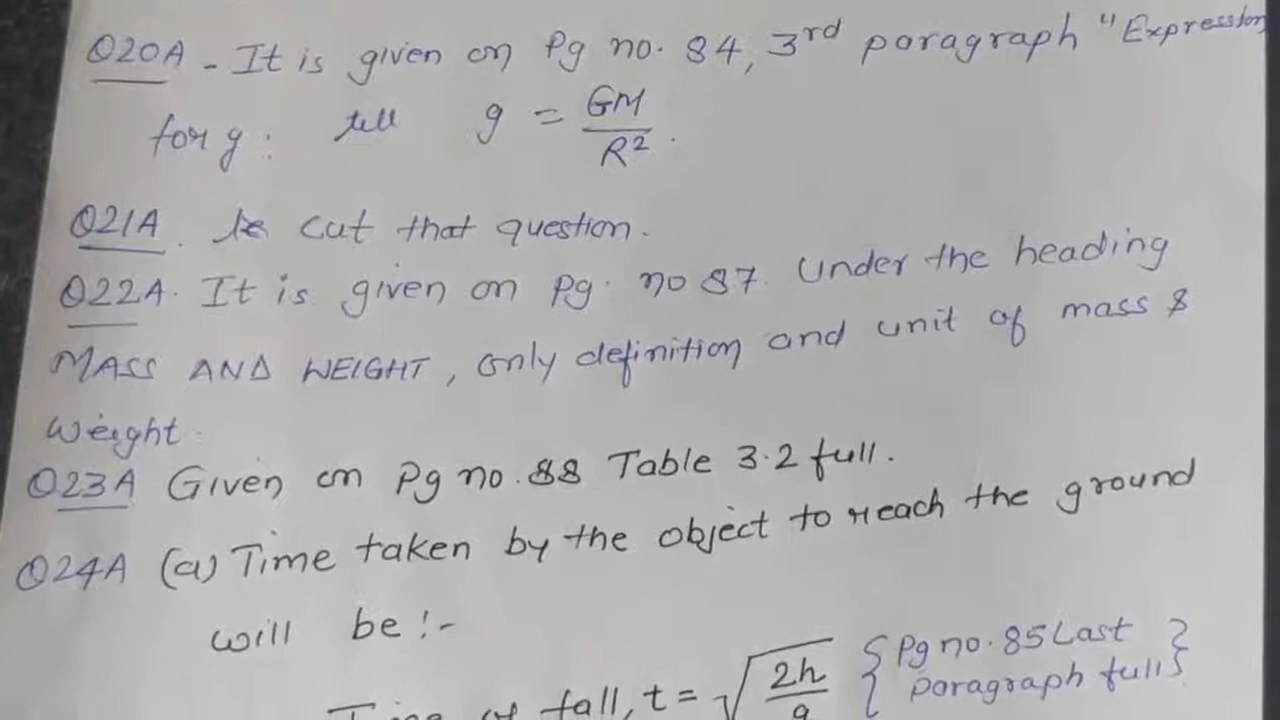 Q20A - It is given on Pg no. 84, 3rd paragraph "Expression
for g: till g = GM/R² .
Q21A. cut that question.
Q22A. It is given on pg. no 87. Under the heading
MASS AND WEIGHT, only definition and unit of mass &
weight.
Q23A Given on Pg no. 88 Table 3.2 full.
Q24A (a) Time taken by the object to reach the ground
will be :-
Time of fall, t = √2h/g {Pg no. 85 Last
paragraph full}